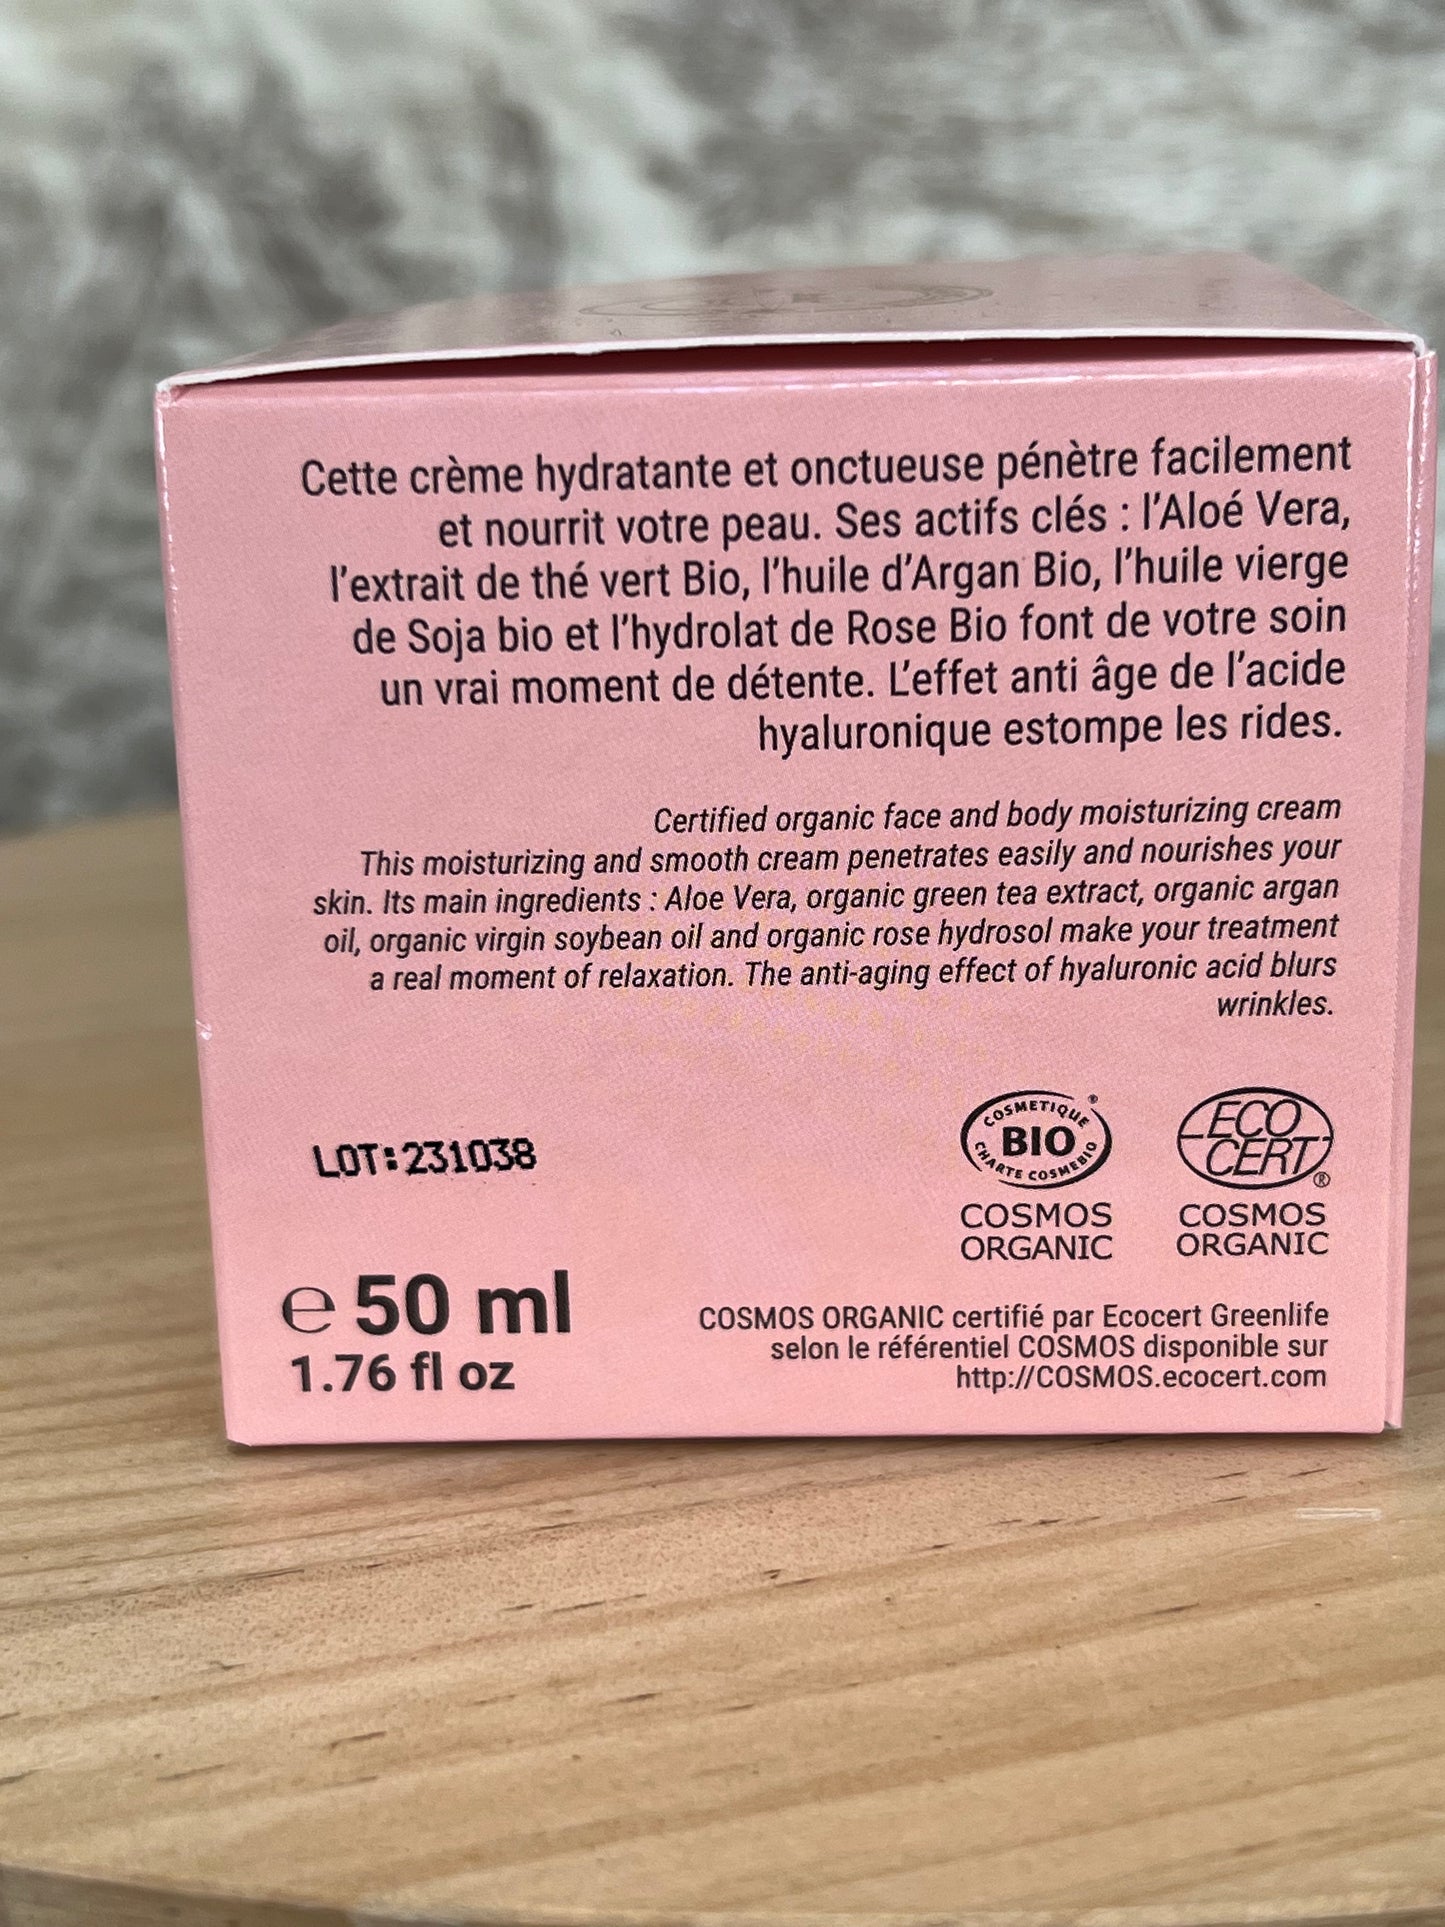 Cette crème hydratante et onctueuse pénètre facilement
et nourrit votre peau. Ses actifs clés : l'Aloé Vera,
l'extrait de thé vert Bio, l'huile d'Argan Bio, l'huile vierge
de Soja bio et l'hydrolat de Rose Bio font de votre soin
un vrai moment de détente. L'effet anti âge de l'acide
hyaluronique estompe les rides.
Certified organic face and body moisturizing cream
This moisturizing and smooth cream penetrates easily and nourishes your
skin. Its main ingredients : Aloe Vera, organic green tea extract, organic argan
oil, organic virgin soybean oil and organic rose hydrosol make your treatment
a real moment of relaxation. The anti-aging effect of hyaluronic acid blurs
wrinkles.
LOT:231038
COSMETIQUE ®
BIO
CHARTE COSMEBIO
COSMOS
ORGANIC
ECO
CERT ®
COSMOS
ORGANIC
℮ 50 ml
1.76 fl oz
COSMOS ORGANIC certifié par Ecocert Greenlife
selon le référentiel COSMOS disponible sur
http://COSMOS.ecocert.com